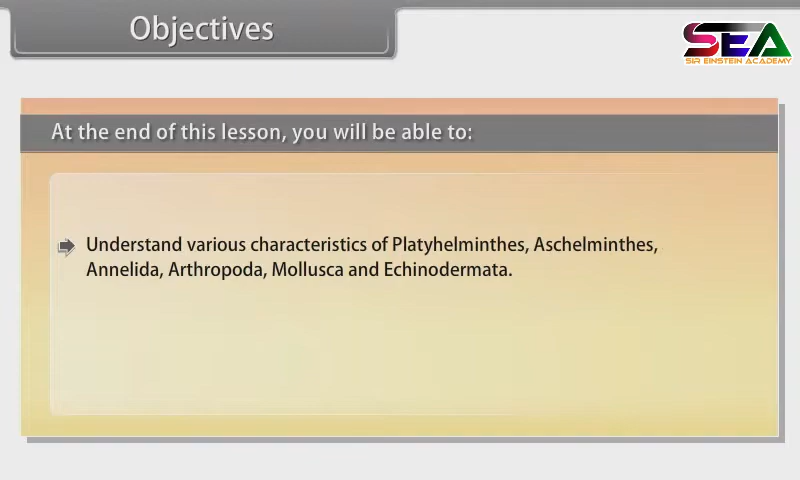 Objectives
SEA
SIR EINSTEIN ACADEMY
At the end of this lesson, you will be able to:
Understand various characteristics of Platyhelminthes, Aschelminthes,
Annelida, Arthropoda, Mollusca and Echinodermata.